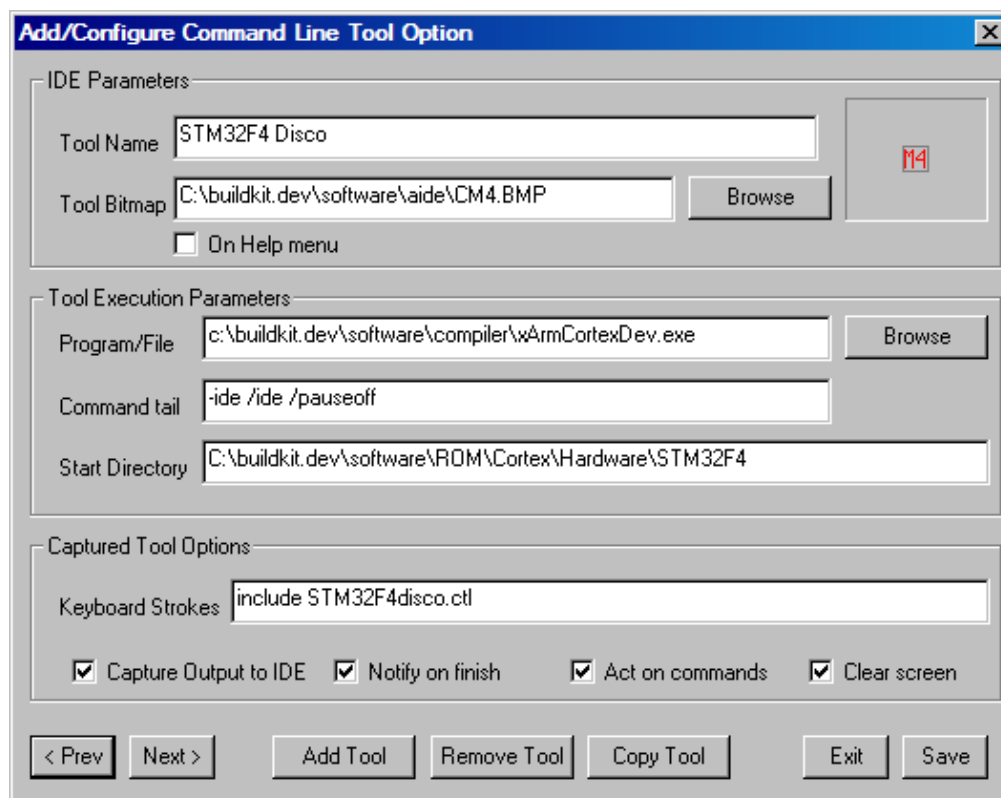 Add/Configure Command Line Tool Option
IDE Parameters
Tool Name STM32F4 Disco
M4
Tool Bitmap C:\buildkit.dev\software\aide\CM4.BMP Browse
On Help menu
Tool Execution Parameters
Program/File c:\buildkit.dev\software\compiler\xArmCortexDev.exe Browse
Command tail -ide /ide /pauseoff
Start Directory C:\buildkit.dev\software\ROM\Cortex\Hardware\STM32F4
Captured Tool Options
Keyboard Strokes include STM32F4disco.ctl
Capture Output to IDE Notify on finish Act on commands Clear screen
< Prev Next > Add Tool Remove Tool Copy Tool Exit Save